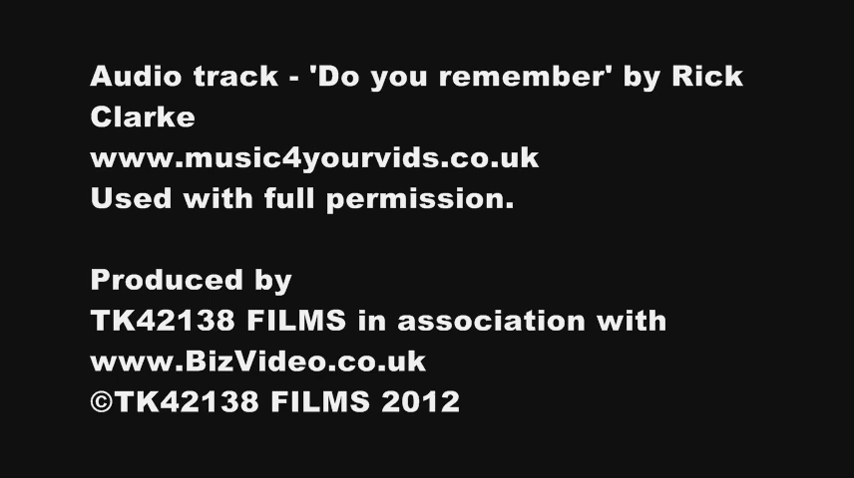 Audio track - 'Do you remember' by Rick
Clarke
www.music4yourvids.co.uk
Used with full permission.
Produced by
TK42138 FILMS in association with
www.BizVideo.co.uk
©TK42138 FILMS 2012